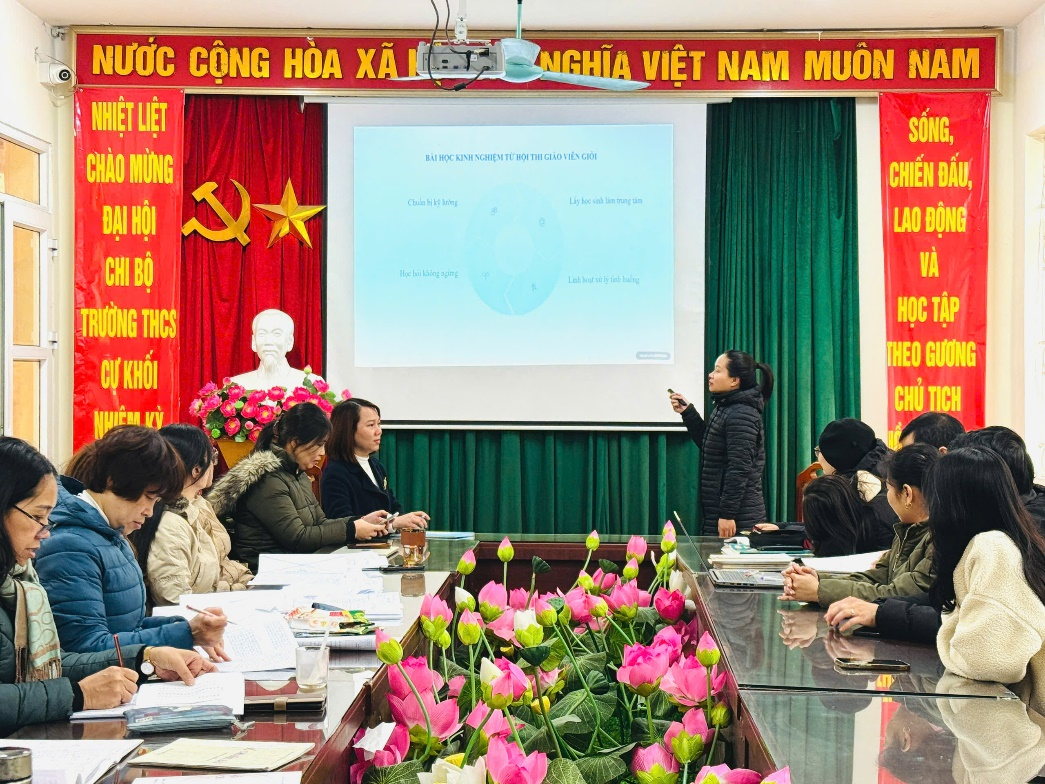 NƯỚC CỘNG HÒA XÃ NGHĨA VIỆT NAM MUÔN NĂM
NHIỆT LIỆT
CHÀO MỪNG
ĐẠI HỘI
CHI BỘ
TRƯỜNG THCS
CỰ KHỐI
NHIỆM KỲ
BÀI HỌC KINH NGHIỆM TỪ HỘI THI GIÁO VIÊN GIỎI
Chuẩn bị kỹ lưỡng
Lấy học sinh làm trung tâm
Học hỏi không ngừng
Linh hoạt xử lý tình huống
SỐNG,
CHIẾN ĐẤU,
LAO ĐỘNG
VÀ
HỌC TẬP
THEO GƯƠNG
CHỦ TỊCH